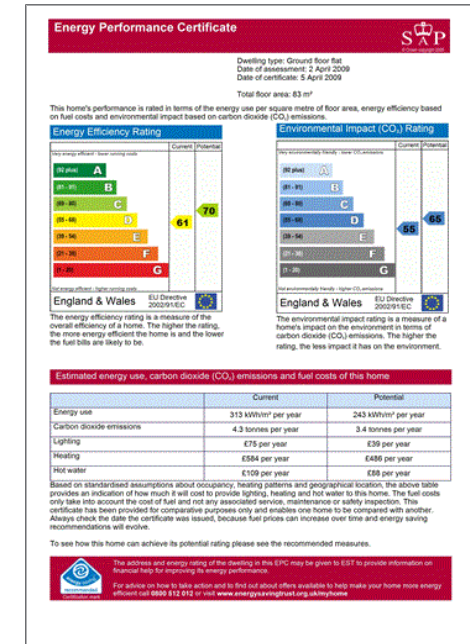 Energy Performance Certificate
SAP
Dwelling type: Ground floor flat
Date of assessment: 2 April 2009
Date of certificate: 5 April 2009
Total floor area: 83 m²
This home's performance is rated in terms of the energy use per square metre of floor area, energy efficiency based
on fuel costs and environmental impact based on carbon dioxide (CO₂) emissions.
Energy Efficiency Rating
Current Potential
Very energy efficient - lower running costs
(92 plus) A
(81 - 91) B
(69 - 80) C
(55 - 68) D
(39 - 54) E
(21 - 38) F
(1 - 20) G
61
70
Not energy efficient - higher running costs
England & Wales
EU Directive
2002/91/EC
The energy efficiency rating is a measure of the
overall efficiency of a home. The higher the rating,
the more energy efficient the home is and the lower
the fuel bills are likely to be.
Environmental Impact (CO₂) Rating
Current Potential
Very environmentally friendly - lower CO₂ emissions
(92 plus) A
(81 - 91) B
(69 - 80) C
(55 - 68) D
(39 - 54) E
(21 - 38) F
(1 - 20) G
55
65
Not environmentally friendly - higher CO₂ emissions
England & Wales
EU Directive
2002/91/EC
The environmental impact rating is a measure of a
home's impact on the environment in terms of
carbon dioxide (CO₂) emissions. The higher the
rating, the less impact it has on the environment.
Estimated energy use, carbon dioxide (CO₂) emissions and fuel costs of this home
Current Potential
Energy use 313 kWh/m² per year 243 kWh/m² per year
Carbon dioxide emissions 4.3 tonnes per year 3.4 tonnes per year
Lighting £75 per year £39 per year
Heating £584 per year £486 per year
Hot water £109 per year £88 per year
Based on standardised assumptions about occupancy, heating patterns and geographical location, the above table
provides an indication of how much it will cost to provide lighting, heating and hot water to this home. The fuel costs
only take into account the cost of fuel and not any associated service, maintenance or safety inspection. This
certificate has been provided for comparative purposes only and enables one home to be compared with another.
Always check the date the certificate was issued, because fuel prices can increase over time and energy saving
recommendations will evolve.
To see how this home can achieve its potential rating please see the recommended measures.
energy saving
recommended
Certification mark
The address and energy rating of the dwelling in this EPC may be given to EST to provide information on
financial help for improving its energy performance.
For advice on how to take action and to find out about offers available to help make your home more energy
efficient call 0800 512 012 or visit www.energysavingtrust.org.uk/myhome